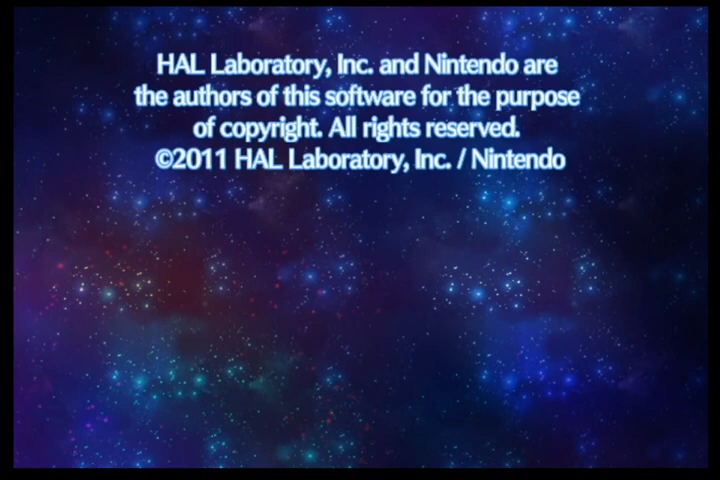 HAL Laboratory, Inc. and Nintendo are
the authors of this software for the purpose
of copyright. All rights reserved.
©2011 HAL Laboratory, Inc. / Nintendo